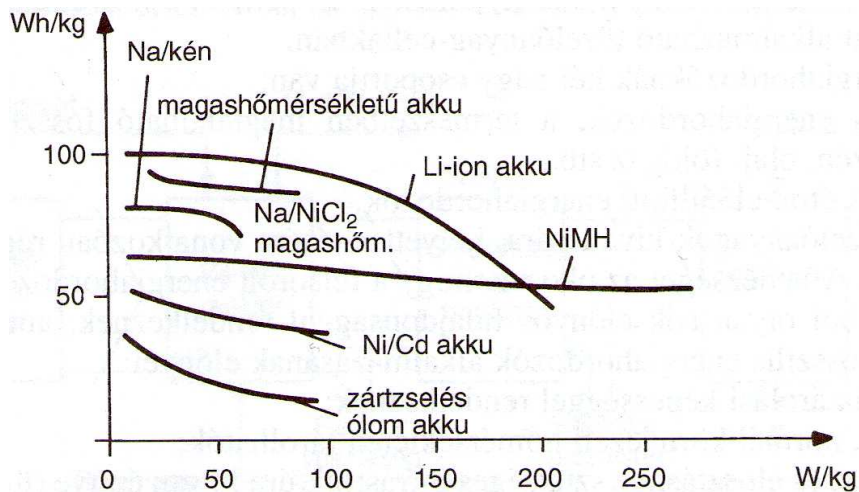 Wh/kg
Na/kén
magashőmérsékletű akku
100
Li-ion akku
Na/NiCl2
magashőm.
NiMH
50
Ni/Cd akku
zártzselés
ólom akku
0
50
100
150
200
250
W/kg